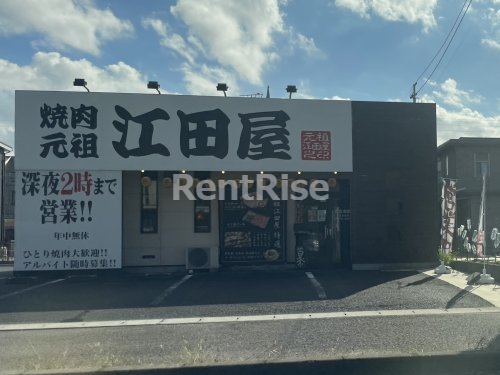 焼肉
元祖
江田屋
深夜2時まで
営業!!
年中無休
ひとり焼肉大歓迎!!
アルバイト随時募集!!
RentRise